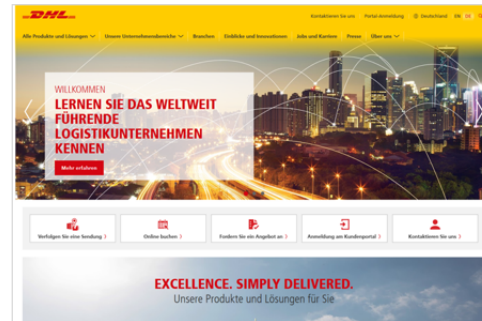 DHL
Kontaktieren Sie uns Portal-Anmeldung Deutschland EN DE
Alle Produkte und Lösungen Unsere Unternehmensbereiche Branchen Einblicke und Innovationen Jobs und Karriere Presse Über uns
WILLKOMMEN
LERNEN SIE DAS WELTWEIT
FÜHRENDE
LOGISTIKUNTERNEHMEN
KENNEN
Mehr erfahren
Verfolgen Sie eine Sendung Online buchen Fordern Sie ein Angebot an Anmeldung am Kundenportal Kontaktieren Sie uns
EXCELLENCE. SIMPLY DELIVERED.
Unsere Produkte und Lösungen für Sie